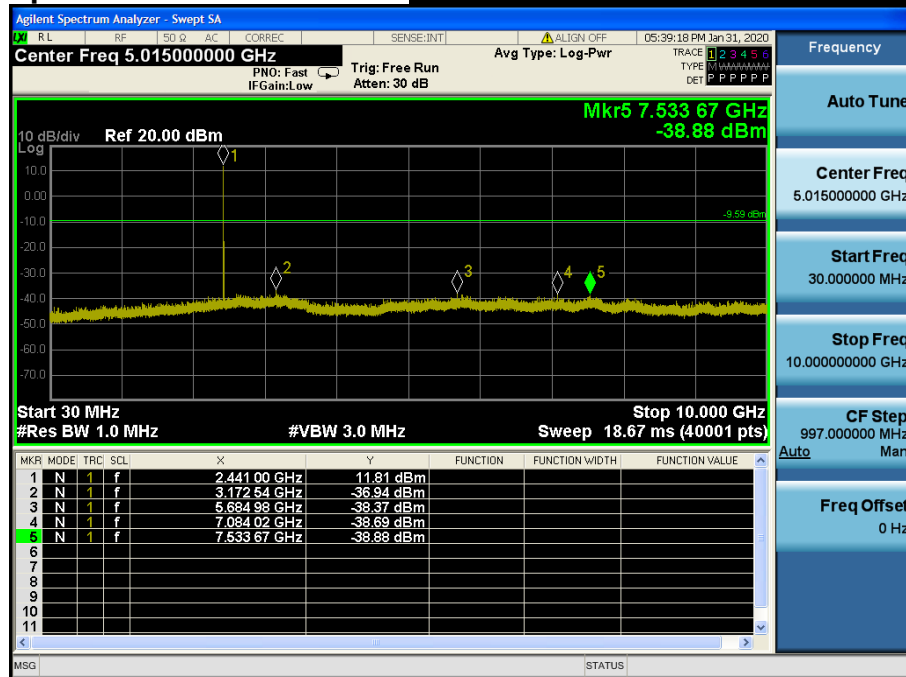 Agilent Spectrum Analyzer - Swept SA
LXI RL RF 50 Ω AC CORREC SENSE:INT ALIGN OFF 05:39:18 PM Jan 31, 2020
Center Freq 5.015000000 GHz
PNO: Fast
IFGain:Low
Trig: Free Run
Atten: 30 dB
Avg Type: Log-Pwr
TRACE 1 2 3 4 5 6
TYPE M
DET P P P P P P
Mkr5 7.533 67 GHz
-38.88 dBm
10 dB/div Ref 20.00 dBm
Log
10.0
0.00
-10.0
-20.0
-30.0
-40.0
-50.0
-60.0
-70.0
1
2
3
4
5
-9.59 dBm
Start 30 MHz Stop 10.000 GHz
#Res BW 1.0 MHz #VBW 3.0 MHz Sweep 18.67 ms (40001 pts)
MKR MODE TRC SCL X Y FUNCTION FUNCTION WIDTH FUNCTION VALUE
1 N 1 f 2.441 00 GHz 11.81 dBm
2 N 1 f 3.172 54 GHz -36.94 dBm
3 N 1 f 5.684 98 GHz -38.37 dBm
4 N 1 f 7.084 02 GHz -38.69 dBm
5 N 1 f 7.533 67 GHz -38.88 dBm
6
7
8
9
10
11
MSG STATUS
Frequency
Auto Tune
Center Freq
5.015000000 GHz
Start Freq
30.000000 MHz
Stop Freq
10.000000000 GHz
CF Step
997.000000 MHz
Auto Man
Freq Offset
0 Hz